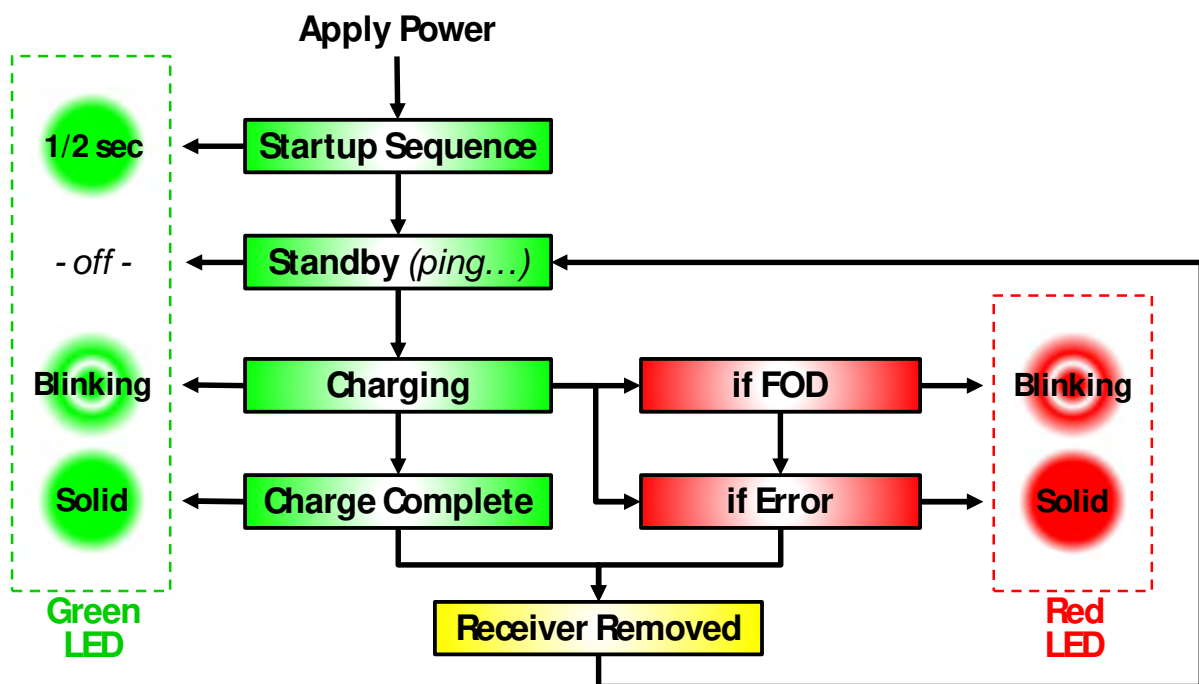 Apply Power
1/2 sec
Startup Sequence
- off -
Standby (ping...)
Blinking
Charging
if FOD
Blinking
Solid
Charge Complete
if Error
Solid
Green
LED
Receiver Removed
Red
LED